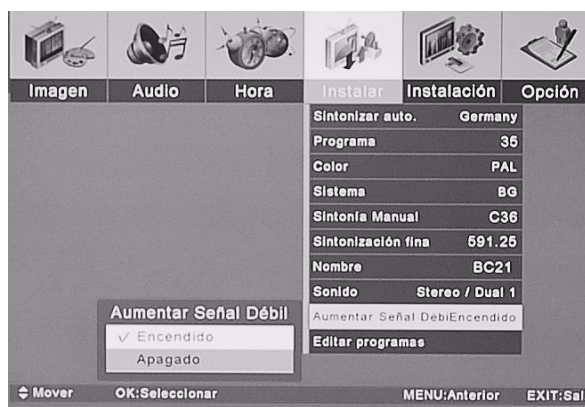 Imagen Audio Hora Instalar Instalación Opción
Sintonizar auto. Germany
Programa 35
Color PAL
Sistema BG
Sintonía Manual C36
Sintonización fina 591.25
Nombre BC21
Sonido Stereo / Dual 1
Aumentar Señal DébiEncendido
Editar programas
Aumentar Señal Débil
✓ Encendido
Apagado
Mover OK:Seleccionar MENU:Anterior EXIT:Sal